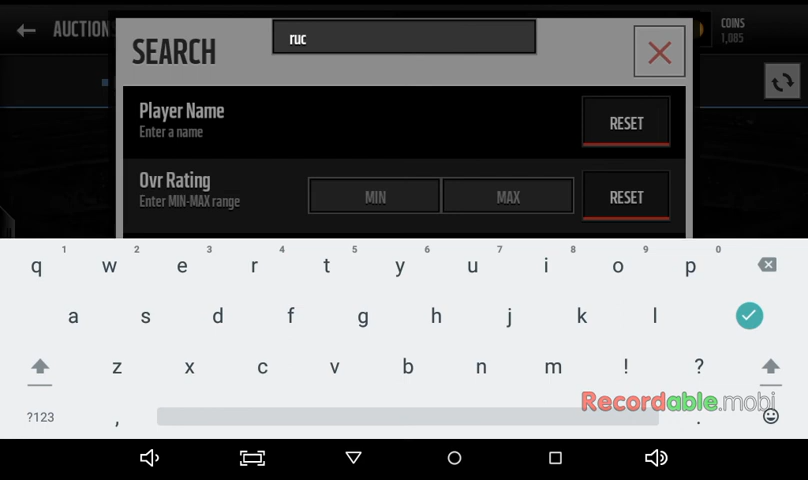 AUCTION
COINS
1,085
ruc
SEARCH
Player Name
Enter a name
RESET
Ovr Rating
Enter MIN-MAX range
MIN
MAX
RESET
1 2 3 4 5 6 7 8 9 0
q w e r t y u i o p
a s d f g h j k l
z x c v b n m ! ?
Recordable.mobi
?123 , .